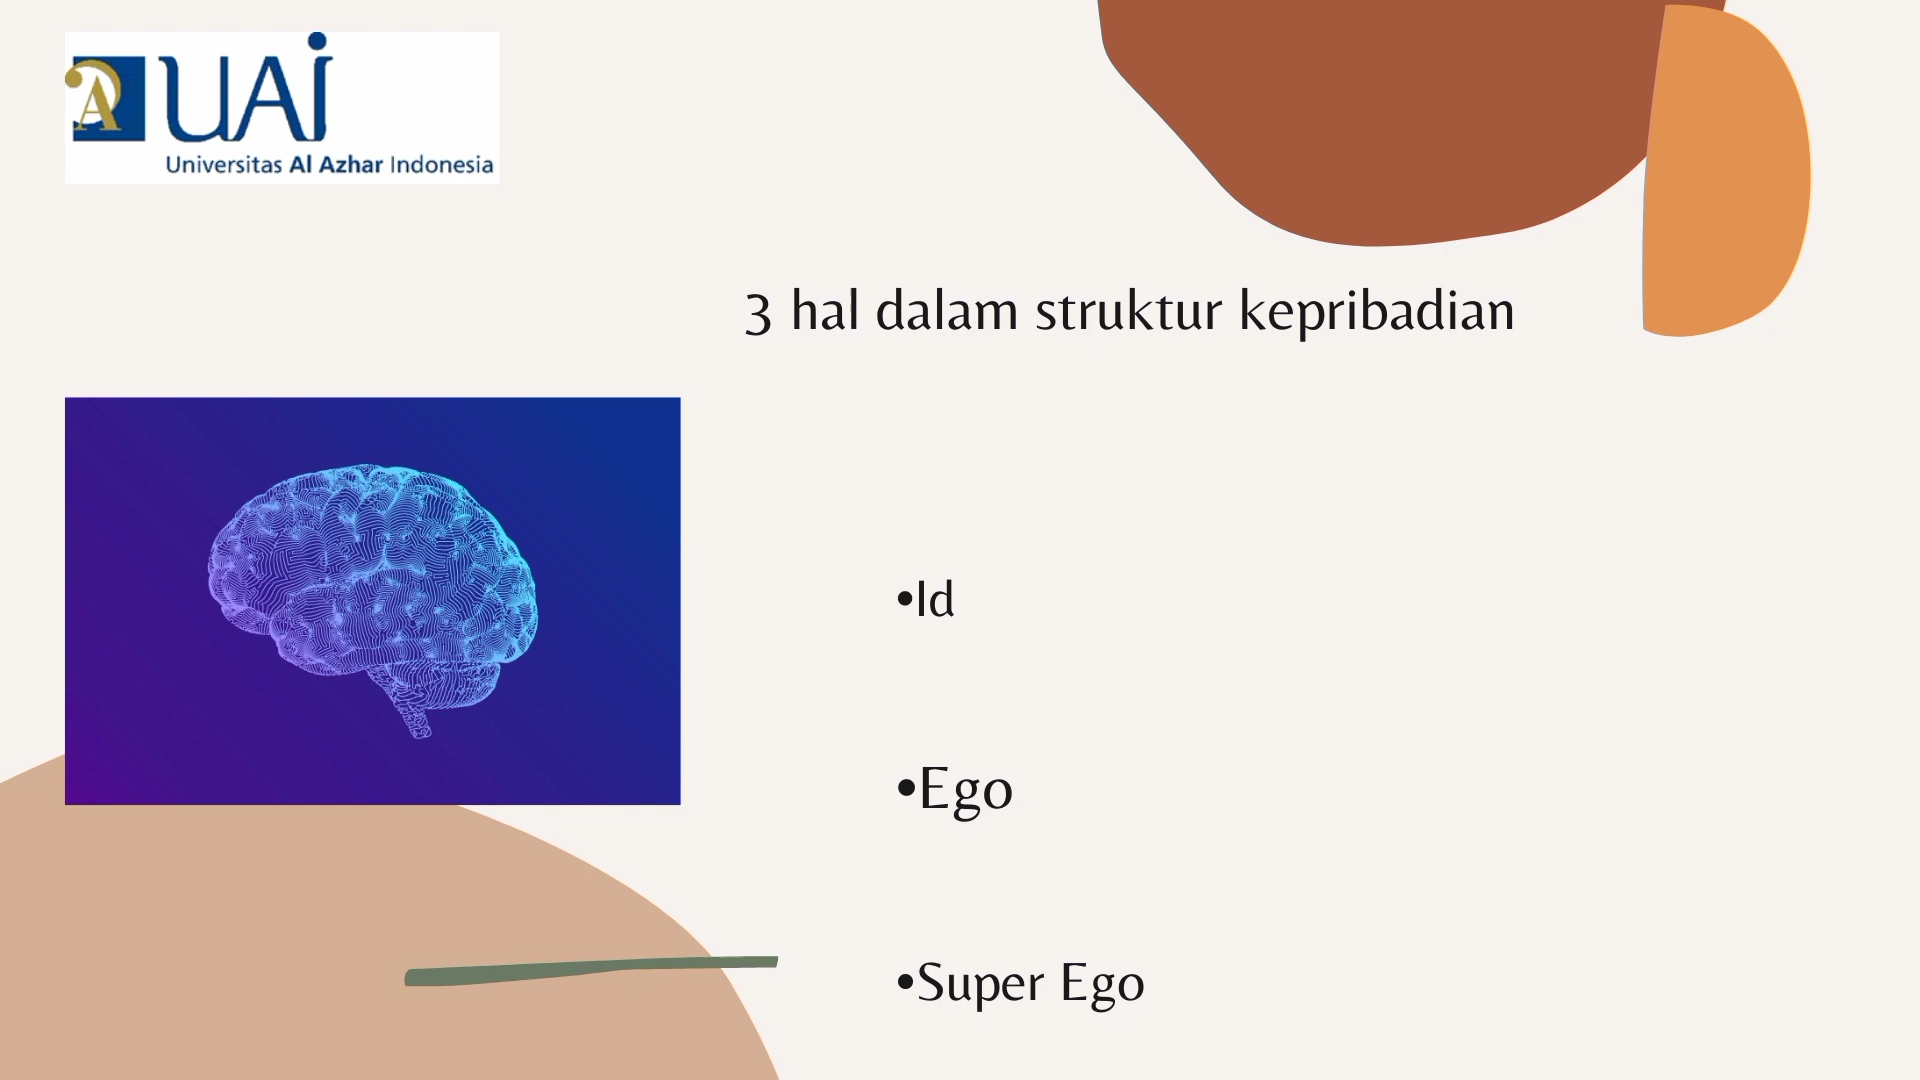 UAI
Universitas Al Azhar Indonesia
3 hal dalam struktur kepribadian
•Id
•Ego
•Super Ego